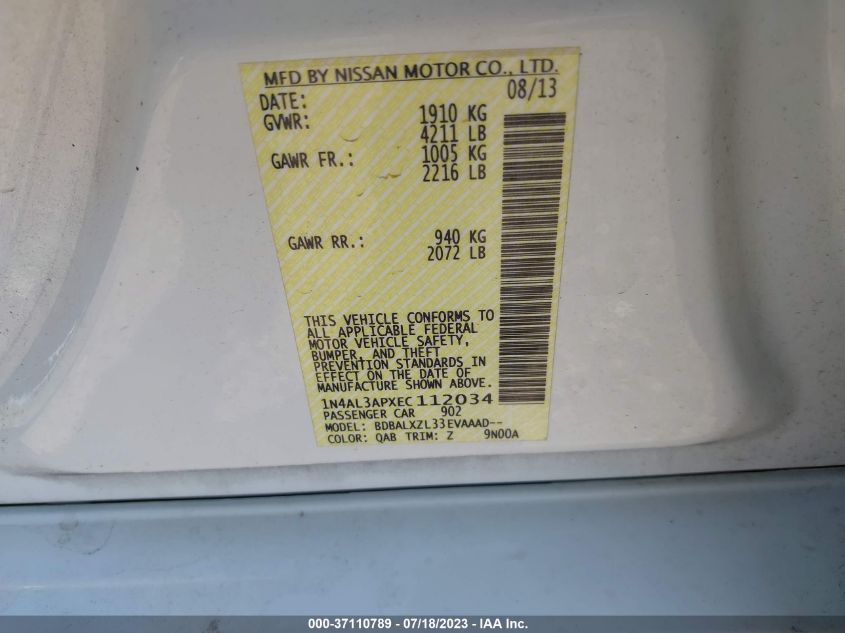 MFD BY NISSAN MOTOR CO., LTD.
DATE: 08/13
GVWR: 1910 KG
4211 LB
GAWR FR.: 1005 KG
2216 LB
GAWR RR.: 940 KG
2072 LB
THIS VEHICLE CONFORMS TO
ALL APPLICABLE FEDERAL
MOTOR VEHICLE SAFETY,
BUMPER, AND THEFT
PREVENTION STANDARDS IN
EFFECT ON THE DATE OF
MANUFACTURE SHOWN ABOVE.
1N4AL3APXEC112034
PASSENGER CAR 902
MODEL: BDBALXZL33EVAAAD--
COLOR: QAB TRIM: Z 9N00A
000-37110789 - 07/18/2023 - IAA Inc.